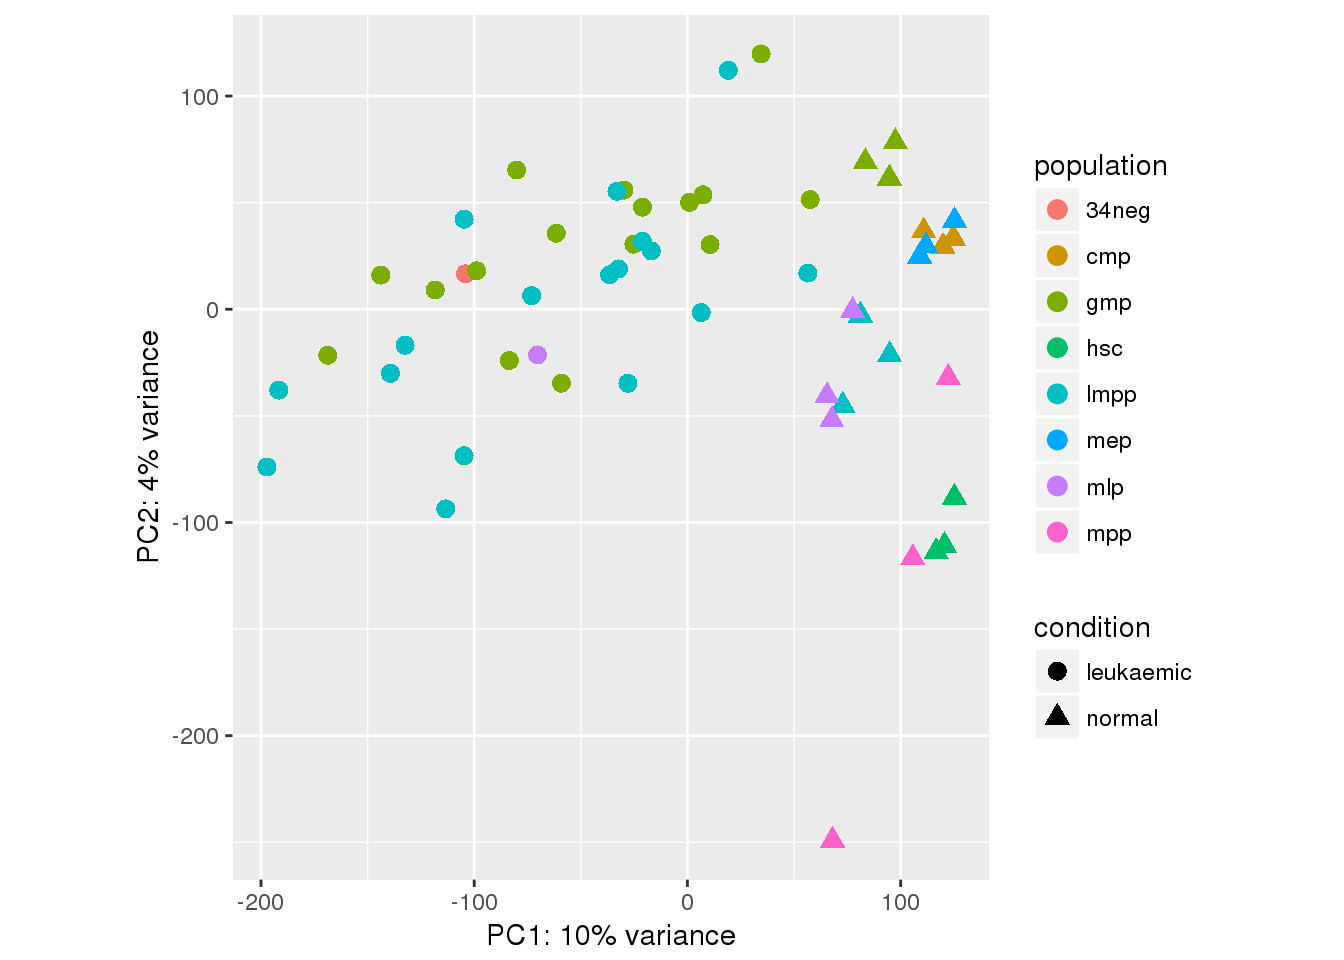 100
0
-100
-200
-200
-100
0
100
PC1: 10% variance
PC2: 4% variance
population
34neg
cmp
gmp
hsc
lmpp
mep
mlp
mpp
condition
leukaemic
normal